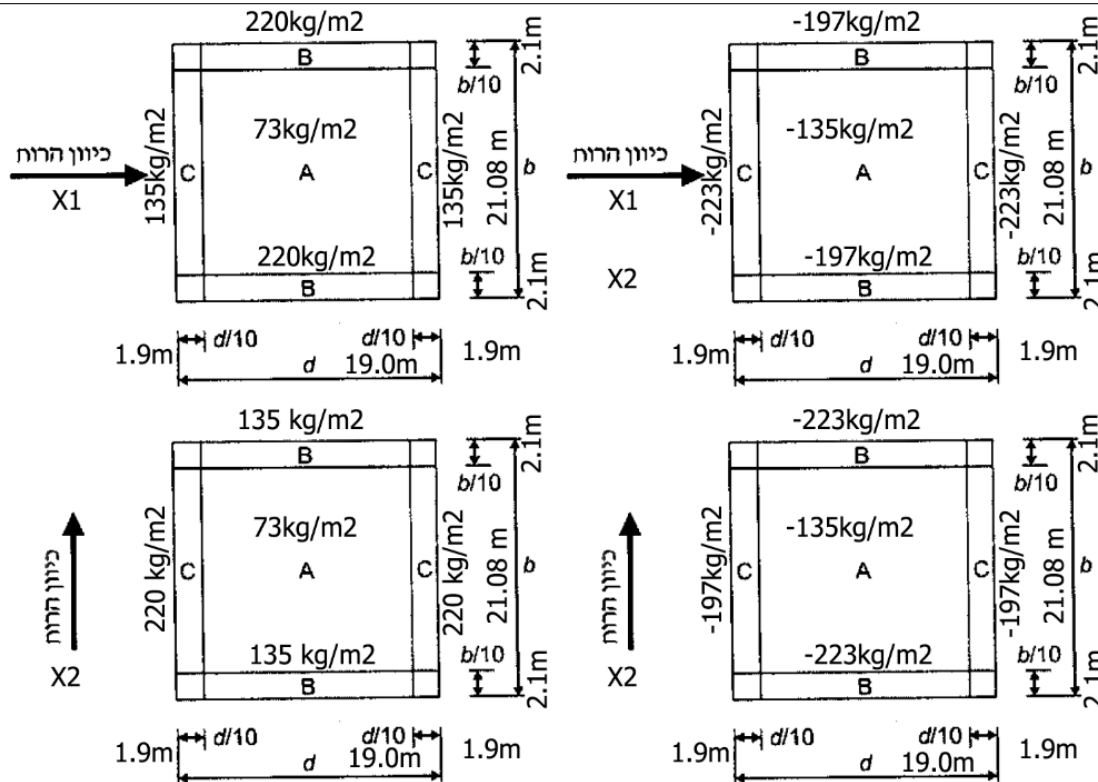 220kg/m2
B
b/10
2.1m
73kg/m2
כיוון הרוח
X1
135kg/m2
C
A
C
135kg/m2
21.08 m
b
220kg/m2
B
b/10
2.1m
1.9m
d/10
d/10
1.9m
d 19.0m
-197kg/m2
B
b/10
2.1m
-135kg/m2
כיוון הרוח
X1
X2
-223kg/m2
C
A
C
-223kg/m2
21.08 m
b
-197kg/m2
B
b/10
2.1m
1.9m
d/10
d/10
1.9m
d 19.0m
135 kg/m2
B
b/10
2.1m
73kg/m2
כיוון הרוח
X2
220 kg/m2
C
A
C
220 kg/m2
21.08 m
b
135 kg/m2
B
b/10
2.1m
1.9m
d/10
d/10
1.9m
d 19.0m
-223kg/m2
B
b/10
2.1m
-135kg/m2
כיוון הרוח
X2
-197kg/m2
C
A
C
-197kg/m2
21.08 m
b
-223kg/m2
B
b/10
2.1m
1.9m
d/10
d/10
1.9m
d 19.0m